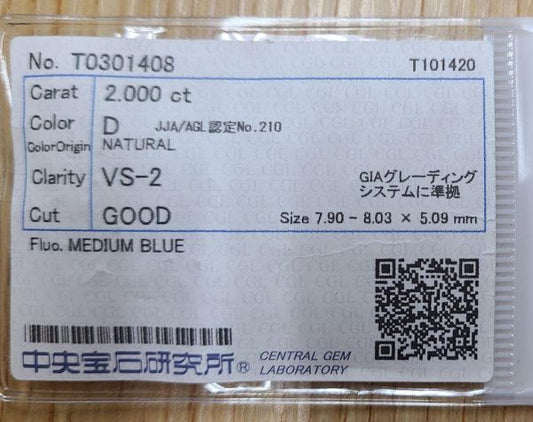 No. T0301408 T101420
Carat 2.000 ct
Color D JJA/AGL認定No.210
ColorOrigin NATURAL
Clarity VS-2 GIAグレーディング
システムに準拠
Cut GOOD Size 7.90 - 8.03 × 5.09 mm
Fluo. MEDIUM BLUE
中央宝石研究所® CENTRAL GEM
LABORATORY